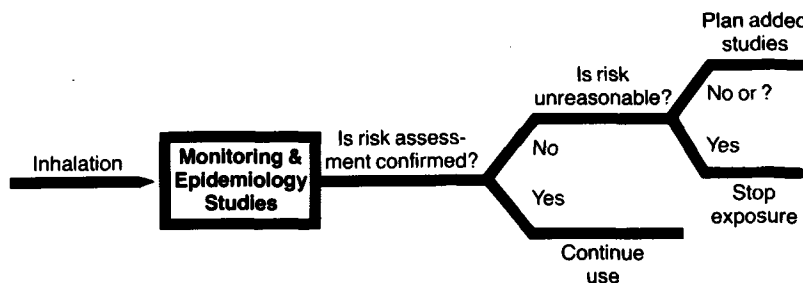 Inhalation
Monitoring &
Epidemiology
Studies
Is risk assess-
ment confirmed?
No
Yes
Continue
use
Is risk
unreasonable?
No or ?
Yes
Plan added
studies
Stop
exposure